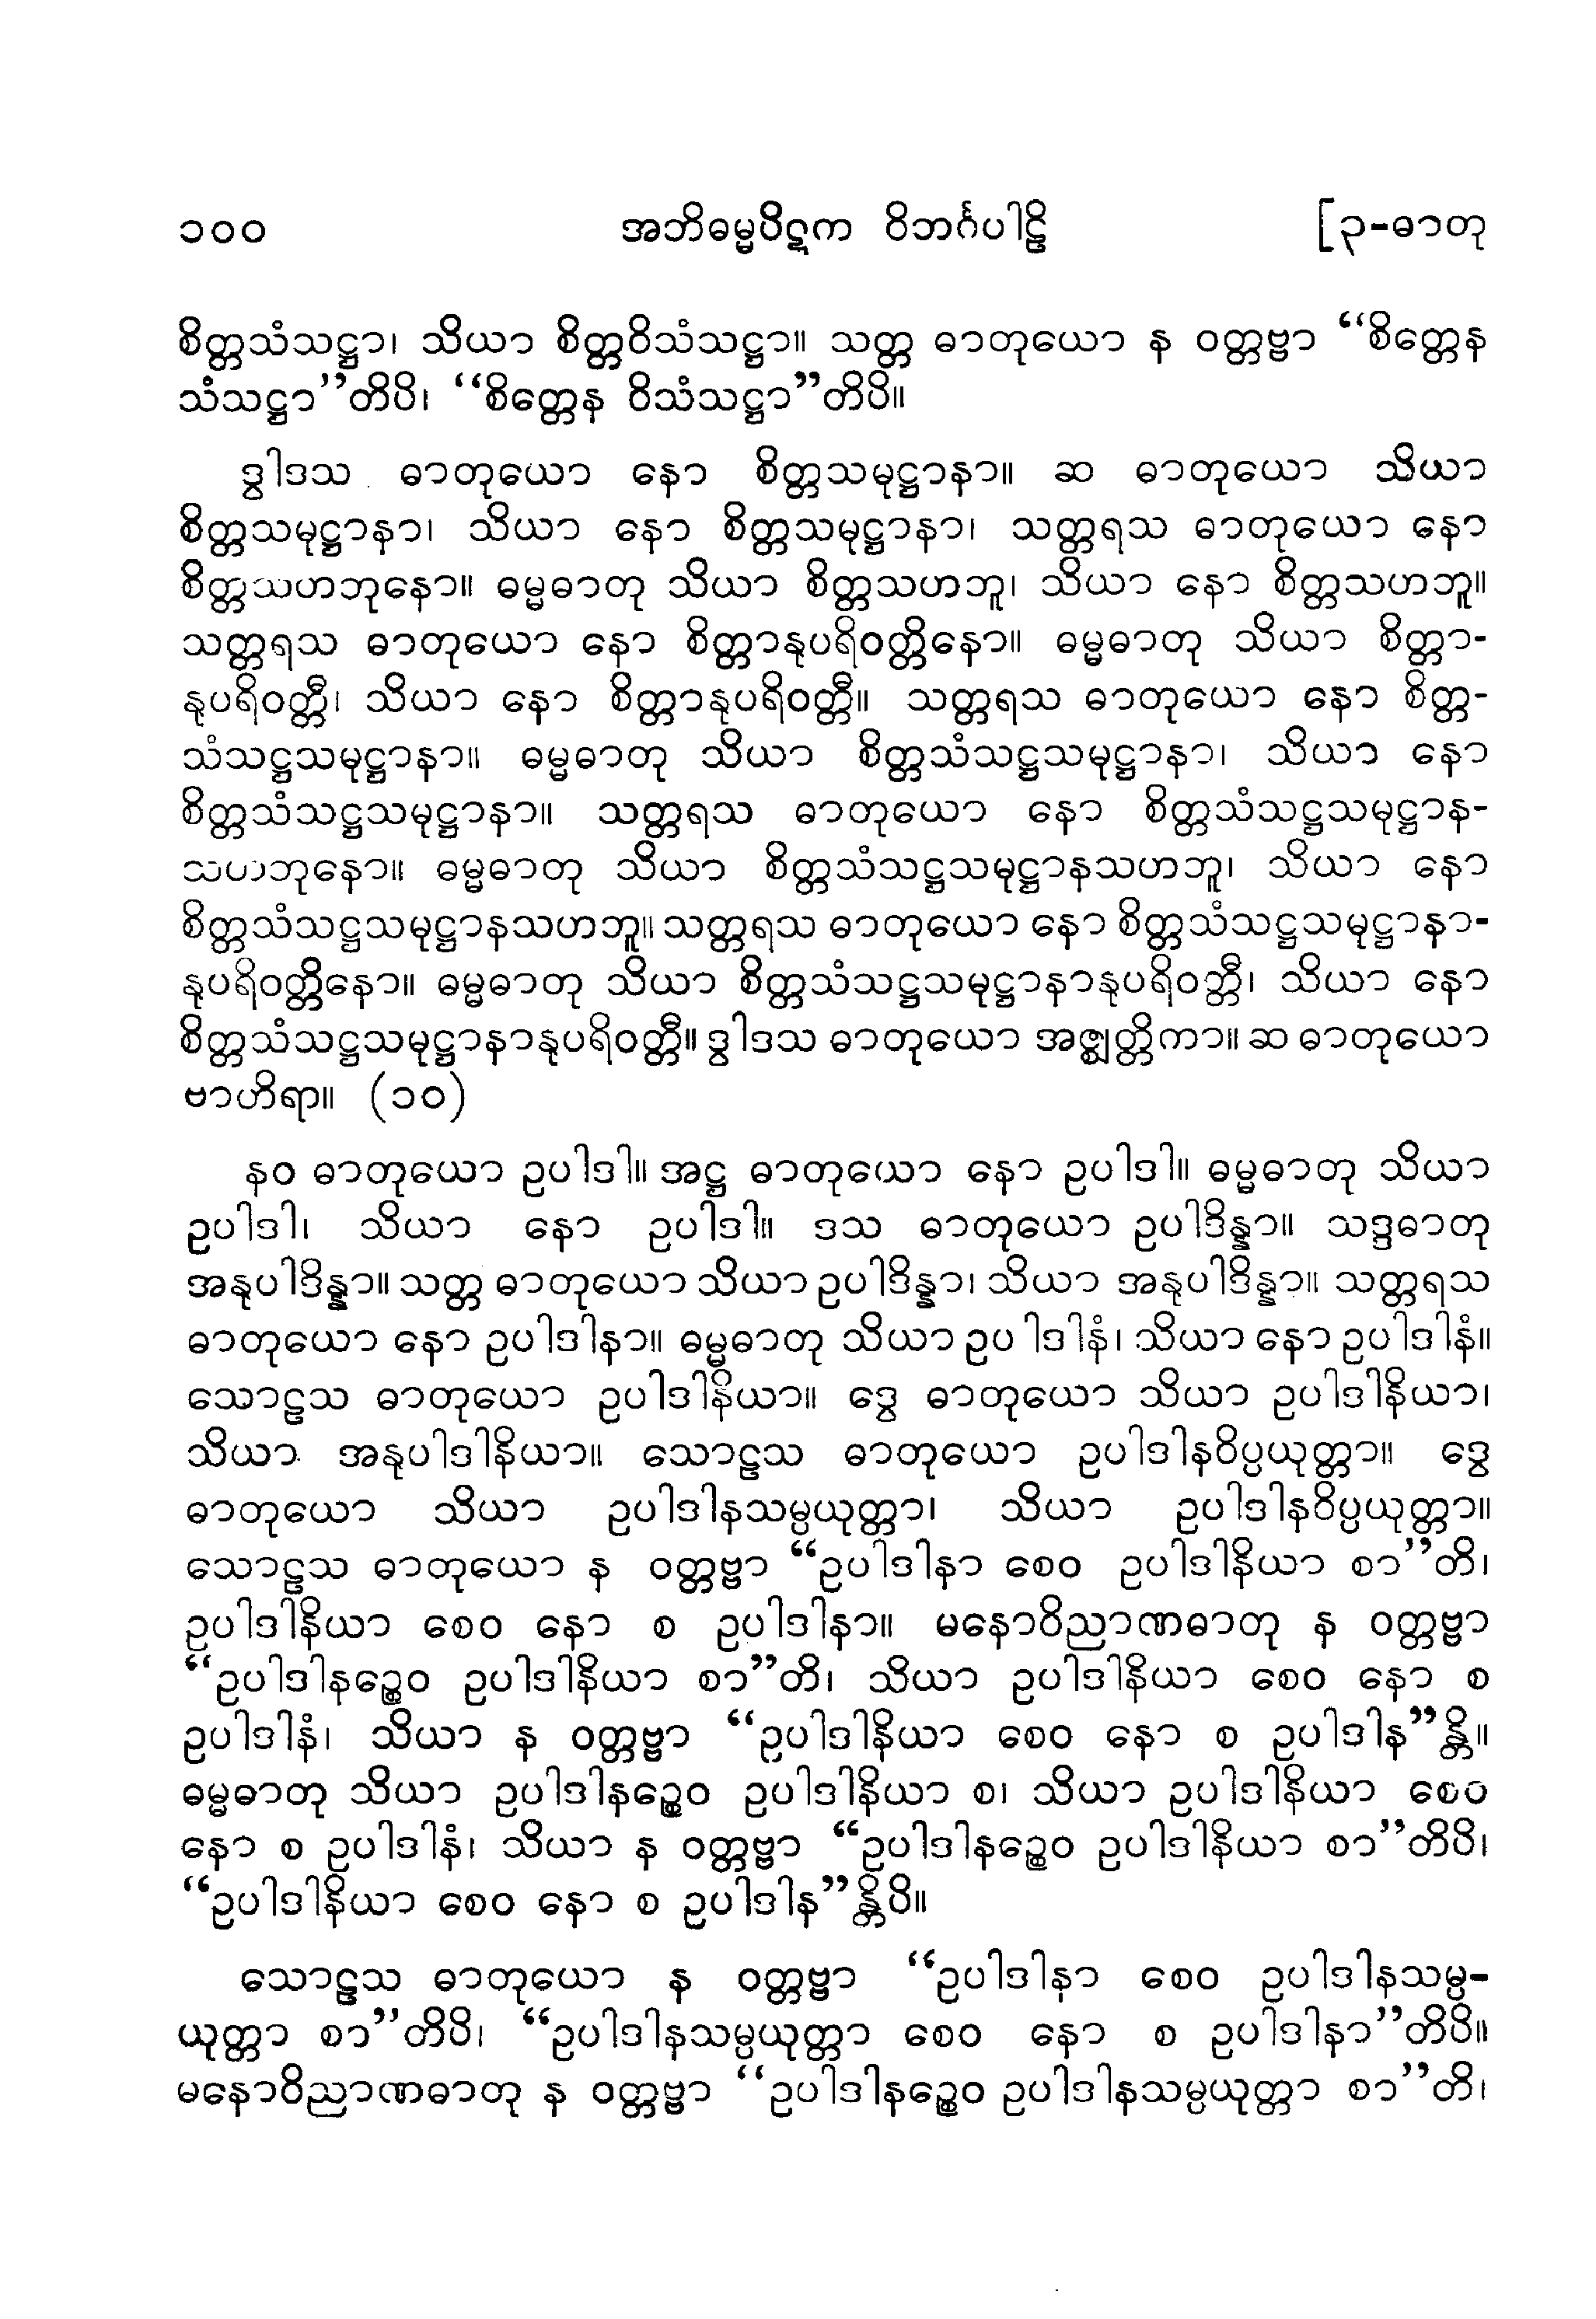 ၁၀၀ အဘိဓမ္မပိဋက ဝိဘင်္ဂပါဠိ [၃-ဓာတု
စိတ္တသံသဋ္ဌာ၊ သိယာ စိတ္တဝိသံသဋ္ဌာ။ သတ္တ ဓာတုယော န ဝတ္တဗ္ဗာ “စိတ္တေန
သံသဋ္ဌာ”တိပိ၊ “စိတ္တေန ဝိသံသဋ္ဌာ”တိပိ။
ဒွါဒသ ဓာတုယော နော စိတ္တသမုဋ္ဌာနာ။ ဆ ဓာတုယော သိယာ
စိတ္တသမုဋ္ဌာနာ၊ သိယာ နော စိတ္တသမုဋ္ဌာနာ၊ သတ္တရသ ဓာတုယော နော
စိတ္တသဟဘုနော။ ဓမ္မဓာတု သိယာ စိတ္တသဟဘူ၊ သိယာ နော စိတ္တသဟဘူ။
သတ္တရသ ဓာတုယော နော စိတ္တာနုပရိဝတ္တိနော။ ဓမ္မဓာတု သိယာ စိတ္တာ-
နုပရိဝတ္တီ၊ သိယာ နော စိတ္တာနုပရိဝတ္တီ။ သတ္တရသ ဓာတုယော နော စိတ္တ-
သံသဋ္ဌသမုဋ္ဌာနာ။ ဓမ္မဓာတု သိယာ စိတ္တသံသဋ္ဌသမုဋ္ဌာနာ၊ သိယာ နော
စိတ္တသံသဋ္ဌသမုဋ္ဌာနာ။ သတ္တရသ ဓာတုယော နော စိတ္တသံသဋ္ဌသမုဋ္ဌာန-
သဟဘုနော။ ဓမ္မဓာတု သိယာ စိတ္တသံသဋ္ဌသမုဋ္ဌာနသဟဘူ၊ သိယာ နော
စိတ္တသံသဋ္ဌသမုဋ္ဌာနသဟဘူ။ သတ္တရသ ဓာတုယော နော စိတ္တသံသဋ္ဌသမုဋ္ဌာနာ-
နုပရိဝတ္တိနော။ ဓမ္မဓာတု သိယာ စိတ္တသံသဋ္ဌသမုဋ္ဌာနာနုပရိဝတ္တီ၊ သိယာ နော
စိတ္တသံသဋ္ဌသမုဋ္ဌာနာနုပရိဝတ္တီ။ ဒွါဒသ ဓာတုယော အဇ္ဈတ္တိကာ။ ဆ ဓာတုယော
ဗာဟိရာ။ (၁၀)
နဝ ဓာတုယော ဥပါဒါ။ အဋ္ဌ ဓာတုယော နော ဥပါဒါ။ ဓမ္မဓာတု သိယာ
ဥပါဒါ၊ သိယာ နော ဥပါဒါ။ ဒသ ဓာတုယော ဥပါဒိန္နာ။ သဒ္ဒဓာတု
အနုပါဒိန္နာ။ သတ္တ ဓာတုယော သိယာ ဥပါဒိန္နာ၊ သိယာ အနုပါဒိန္နာ။ သတ္တရသ
ဓာတုယော နော ဥပါဒါနာ။ ဓမ္မဓာတု သိယာ ဥပါဒါနံ၊ သိယာ နော ဥပါဒါနံ။
သောဠသ ဓာတုယော ဥပါဒါနိယာ။ ဒွေ ဓာတုယော သိယာ ဥပါဒါနိယာ၊
သိယာ အနုပါဒါနိယာ။ သောဠသ ဓာတုယော ဥပါဒါနဝိပ္ပယုတ္တာ။ ဒွေ
ဓာတုယော သိယာ ဥပါဒါနသမ္ပယုတ္တာ၊ သိယာ ဥပါဒါနဝိပ္ပယုတ္တာ။
သောဠသ ဓာတုယော န ဝတ္တဗ္ဗာ “ဥပါဒါနာ စေဝ ဥပါဒါနိယာ စာ”တိ၊
ဥပါဒါနိယာ စေဝ နော စ ဥပါဒါနာ။ မနောဝိညာဏဓာတု န ဝတ္တဗ္ဗာ
“ဥပါဒါနဉ္စေဝ ဥပါဒါနိယာ စာ”တိ၊ သိယာ ဥပါဒါနိယာ စေဝ နော စ
ဥပါဒါနံ၊ သိယာ န ဝတ္တဗ္ဗာ “ဥပါဒါနိယာ စေဝ နော စ ဥပါဒါန”န္တိ။
ဓမ္မဓာတု သိယာ ဥပါဒါနဉ္စေဝ ဥပါဒါနိယာ စ၊ သိယာ ဥပါဒါနိယာ စေဝ
နော စ ဥပါဒါနံ၊ သိယာ န ဝတ္တဗ္ဗာ “ဥပါဒါနဉ္စေဝ ဥပါဒါနိယာ စာ”တိပိ၊
“ဥပါဒါနိယာ စေဝ နော စ ဥပါဒါန”န္တိပိ။
သောဠသ ဓာတုယော န ဝတ္တဗ္ဗာ “ဥပါဒါနာ စေဝ ဥပါဒါနသမ္ပ-
ယုတ္တာ စာ”တိပိ၊ “ဥပါဒါနသမ္ပယုတ္တာ စေဝ နော စ ဥပါဒါနာ”တိပိ။
မနောဝိညာဏဓာတု န ဝတ္တဗ္ဗာ “ဥပါဒါနဉ္စေဝ ဥပါဒါနသမ္ပယုတ္တာ စာ”တိ၊